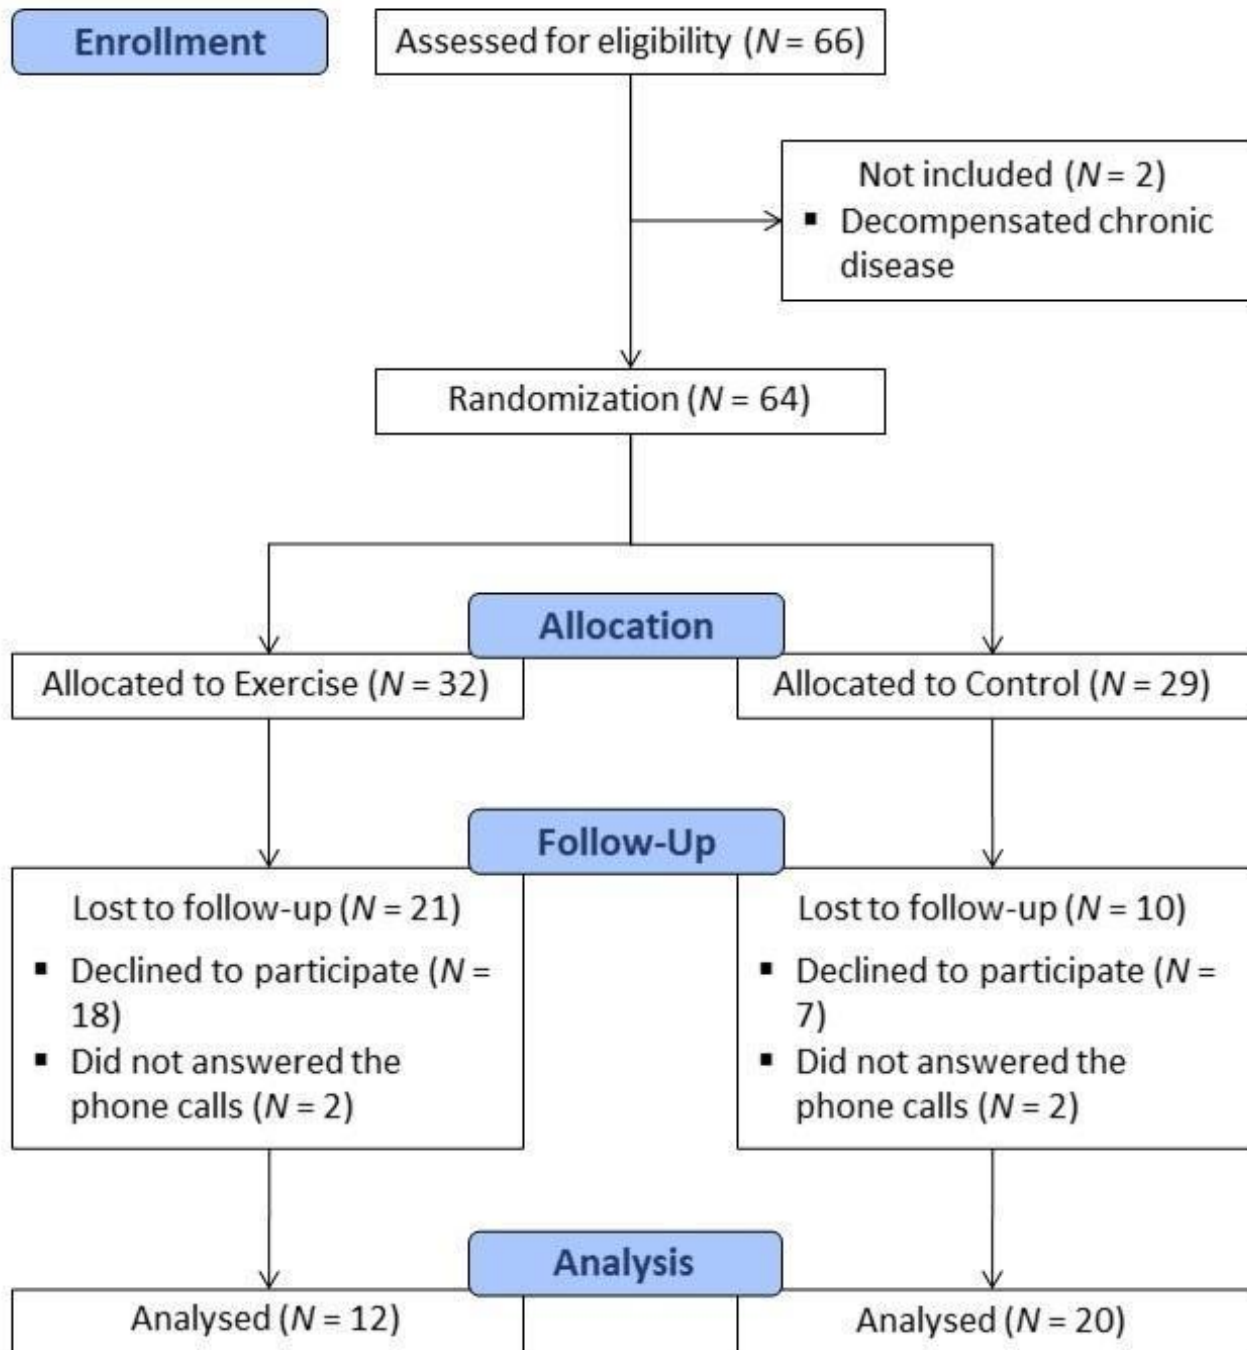 Enrollment
Assessed for eligibility (N = 66)
Not included (N = 2)
▪ Decompensated chronic
disease
Randomization (N = 64)
Allocation
Allocated to Exercise (N = 32)
Allocated to Control (N = 29)
Follow-Up
Lost to follow-up (N = 21)
▪ Declined to participate (N =
18)
▪ Did not answered the
phone calls (N = 2)
Lost to follow-up (N = 10)
▪ Declined to participate (N =
7)
▪ Did not answered the
phone calls (N = 2)
Analysis
Analysed (N = 12)
Analysed (N = 20)